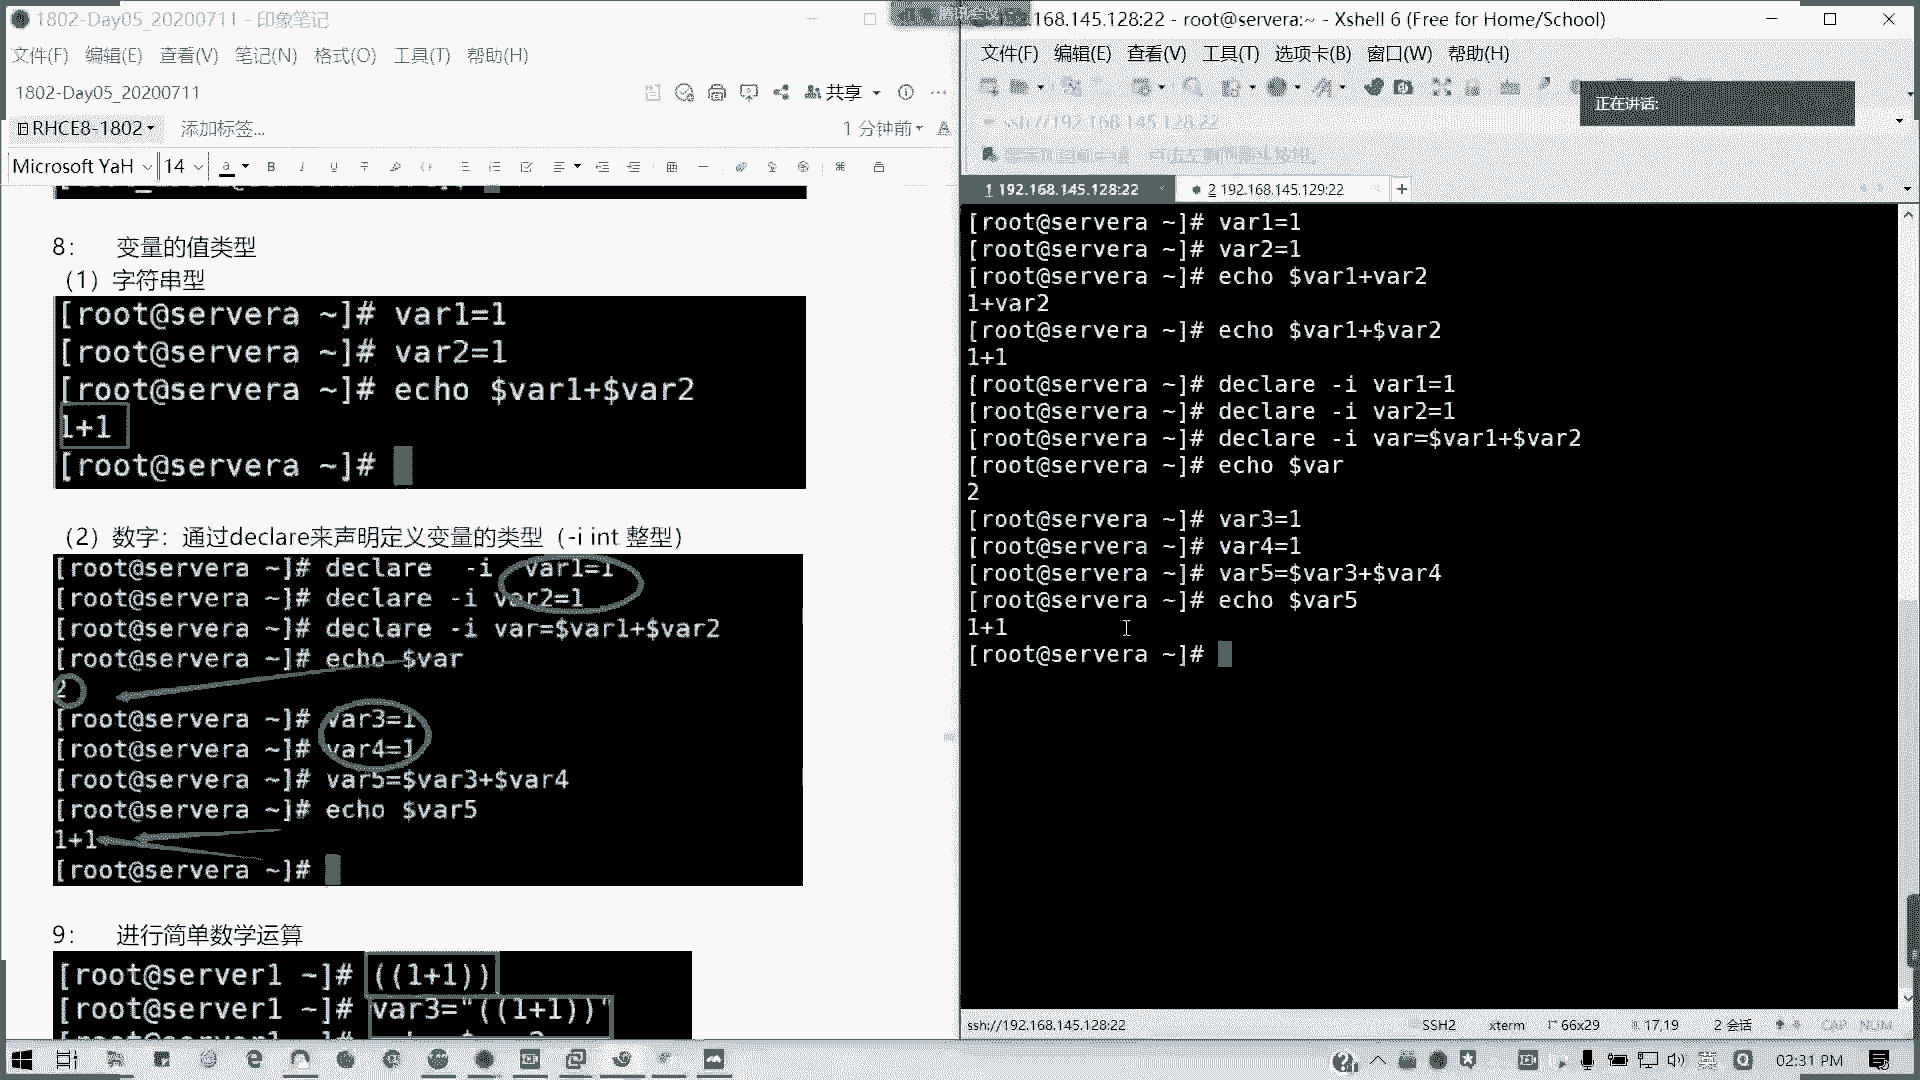 1802-Day05_20200711 - 印象笔记
文件(F) 编辑(E) 查看(V) 笔记(N) 格式(O) 工具(T) 帮助(H)
1802-Day05_20200711
共享
RHCE8-1802
添加标签...
1 分钟前
Microsoft YaH
14
8: 变量的值类型
（1）字符串型
[root@servera ~]# var1=1
[root@servera ~]# var2=1
[root@servera ~]# echo $var1+$var2
1+1
[root@servera ~]#
（2）数字：通过declare来声明定义变量的类型（-i int 整型）
[root@servera ~]# declare  -i  var1=1
[root@servera ~]# declare -i var2=1
[root@servera ~]# declare -i var=$var1+$var2
[root@servera ~]# echo $var
2
[root@servera ~]# var3=1
[root@servera ~]# var4=1
[root@servera ~]# var5=$var3+$var4
[root@servera ~]# echo $var5
1+1
[root@servera ~]#
9: 进行简单数学运算
[root@server1 ~]# ((1+1))
[root@server1 ~]# var3="((1+1))"
.168.145.128:22 - root@servera:~ - Xshell 6 (Free for Home/School)
文件(F) 编辑(E) 查看(V) 工具(T) 选项卡(B) 窗口(W) 帮助(H)
正在讲话:
ssh://192.168.145.128:22
1 192.168.145.128:22
2 192.168.145.129:22
[root@servera ~]# var1=1
[root@servera ~]# var2=1
[root@servera ~]# echo $var1+var2
1+var2
[root@servera ~]# echo $var1+$var2
1+1
[root@servera ~]# declare -i var1=1
[root@servera ~]# declare -i var2=1
[root@servera ~]# declare -i var=$var1+$var2
[root@servera ~]# echo $var
2
[root@servera ~]# var3=1
[root@servera ~]# var4=1
[root@servera ~]# var5=$var3+$var4
[root@servera ~]# echo $var5
1+1
[root@servera ~]#
ssh://192.168.145.128:22
SSH2 xterm 66x29 17,19 2 会话 CAP NUM
英
02:31 PM